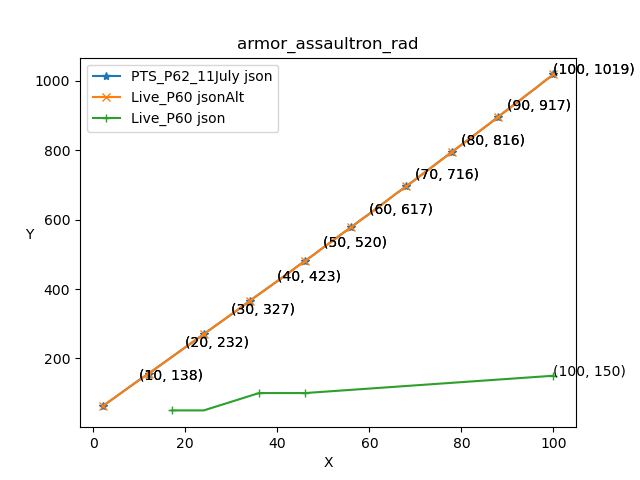 armor_assaultron_rad
PTS_P62_11July json
Live_P60 jsonAlt
Live_P60 json
(100, 1019)
(90, 917)
(80, 816)
(70, 716)
(60, 617)
(50, 520)
(40, 423)
(30, 327)
(20, 232)
(10, 138)
(100, 150)
1000
800
600
400
200
Y
0 20 40 60 80 100
X